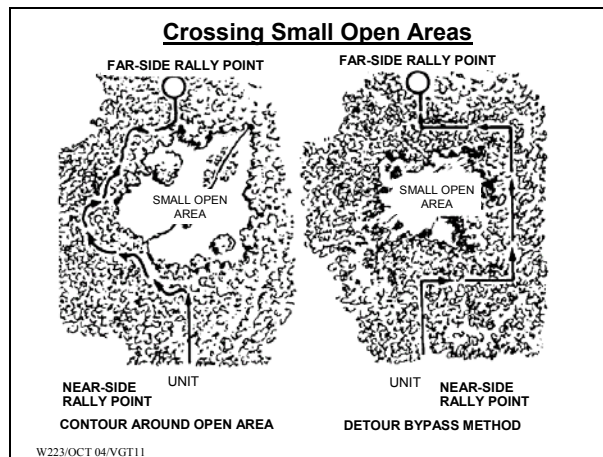 Crossing Small Open Areas
FAR-SIDE RALLY POINT
SMALL OPEN
AREA
UNIT
NEAR-SIDE
RALLY POINT
CONTOUR AROUND OPEN AREA
FAR-SIDE RALLY POINT
SMALL OPEN
AREA
UNIT
NEAR-SIDE
RALLY POINT
DETOUR BYPASS METHOD
W223/OCT 04/VGT11